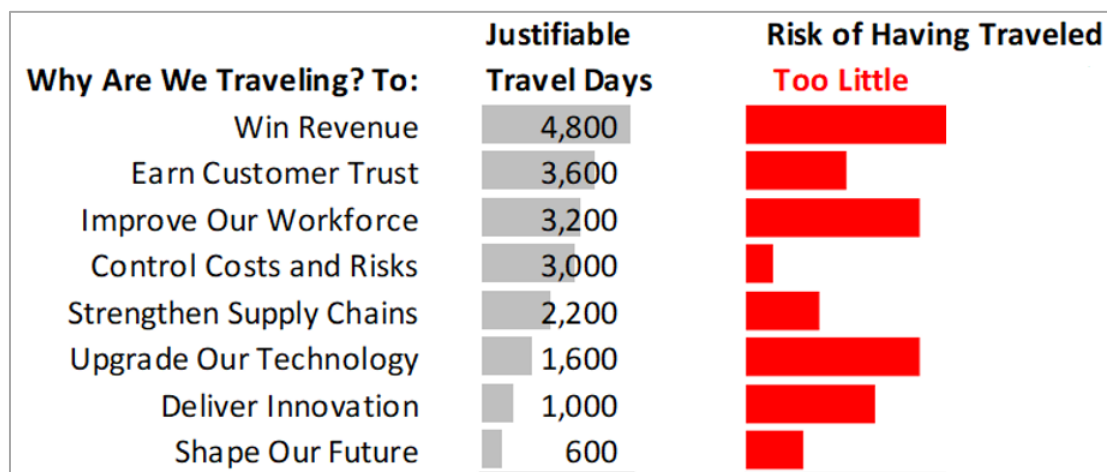 Justifiable Risk of Having Traveled
Why Are We Traveling? To: Travel Days Too Little
Win Revenue 4,800
Earn Customer Trust 3,600
Improve Our Workforce 3,200
Control Costs and Risks 3,000
Strengthen Supply Chains 2,200
Upgrade Our Technology 1,600
Deliver Innovation 1,000
Shape Our Future 600